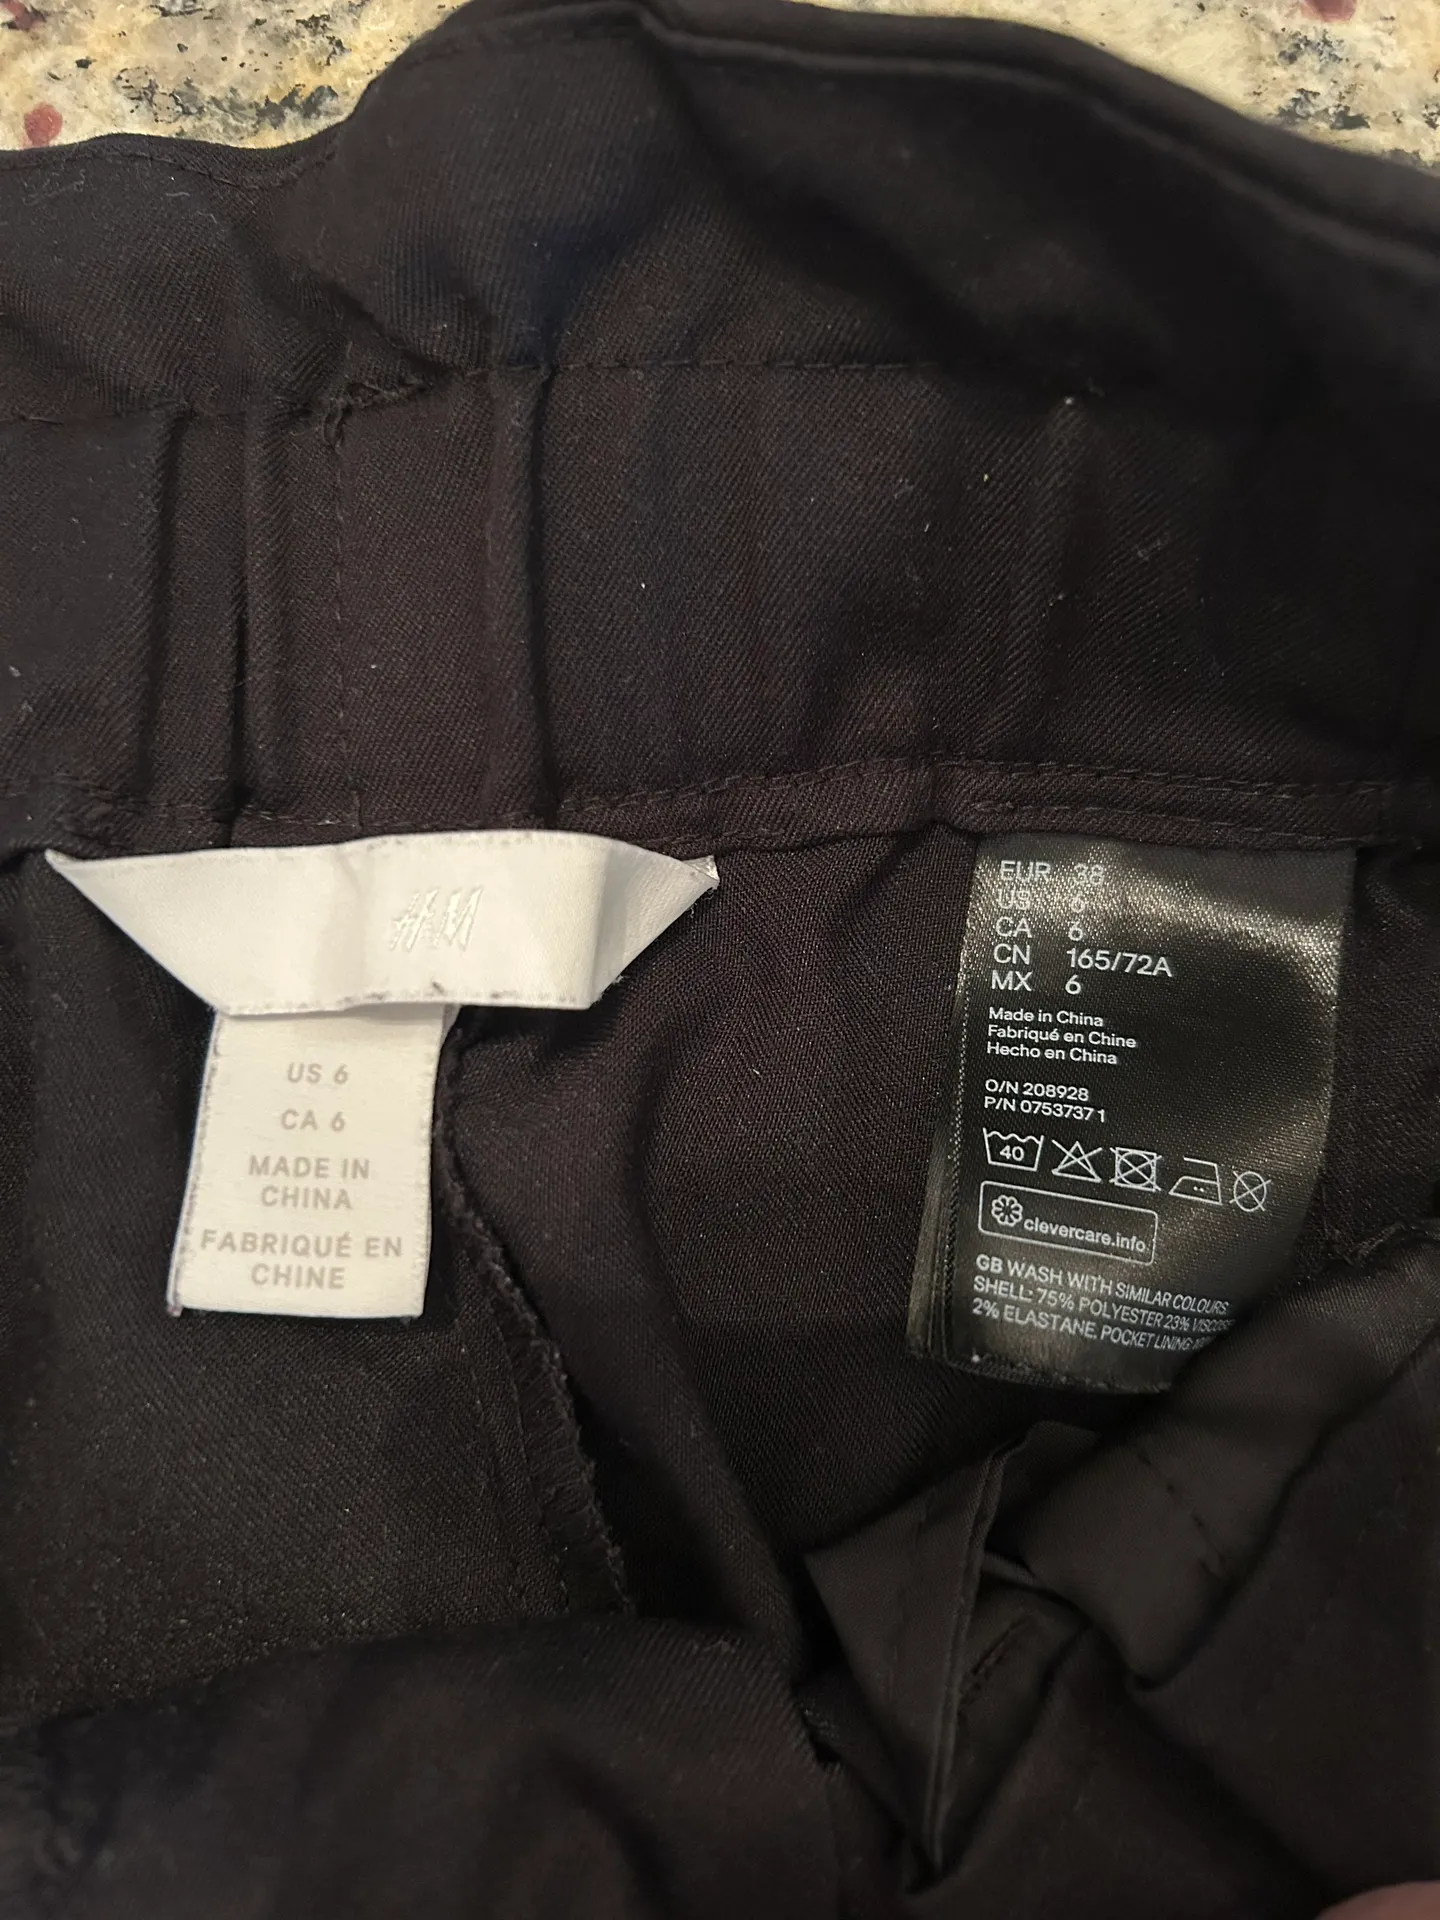 H&M
US 6
CA 6
MADE IN
CHINA
FABRIQUÉ EN
CHINE
EUR 38
US 6
CA 6
CN 165/72A
MX 6
Made in China
Fabriqué en Chine
Hecho en China
O/N 208928
P/N 0753737 1
40
clevercare.info
GB WASH WITH SIMILAR COLOURS.
SHELL: 75% POLYESTER 23% VISCOSE
2% ELASTANE. POCKET LINING: